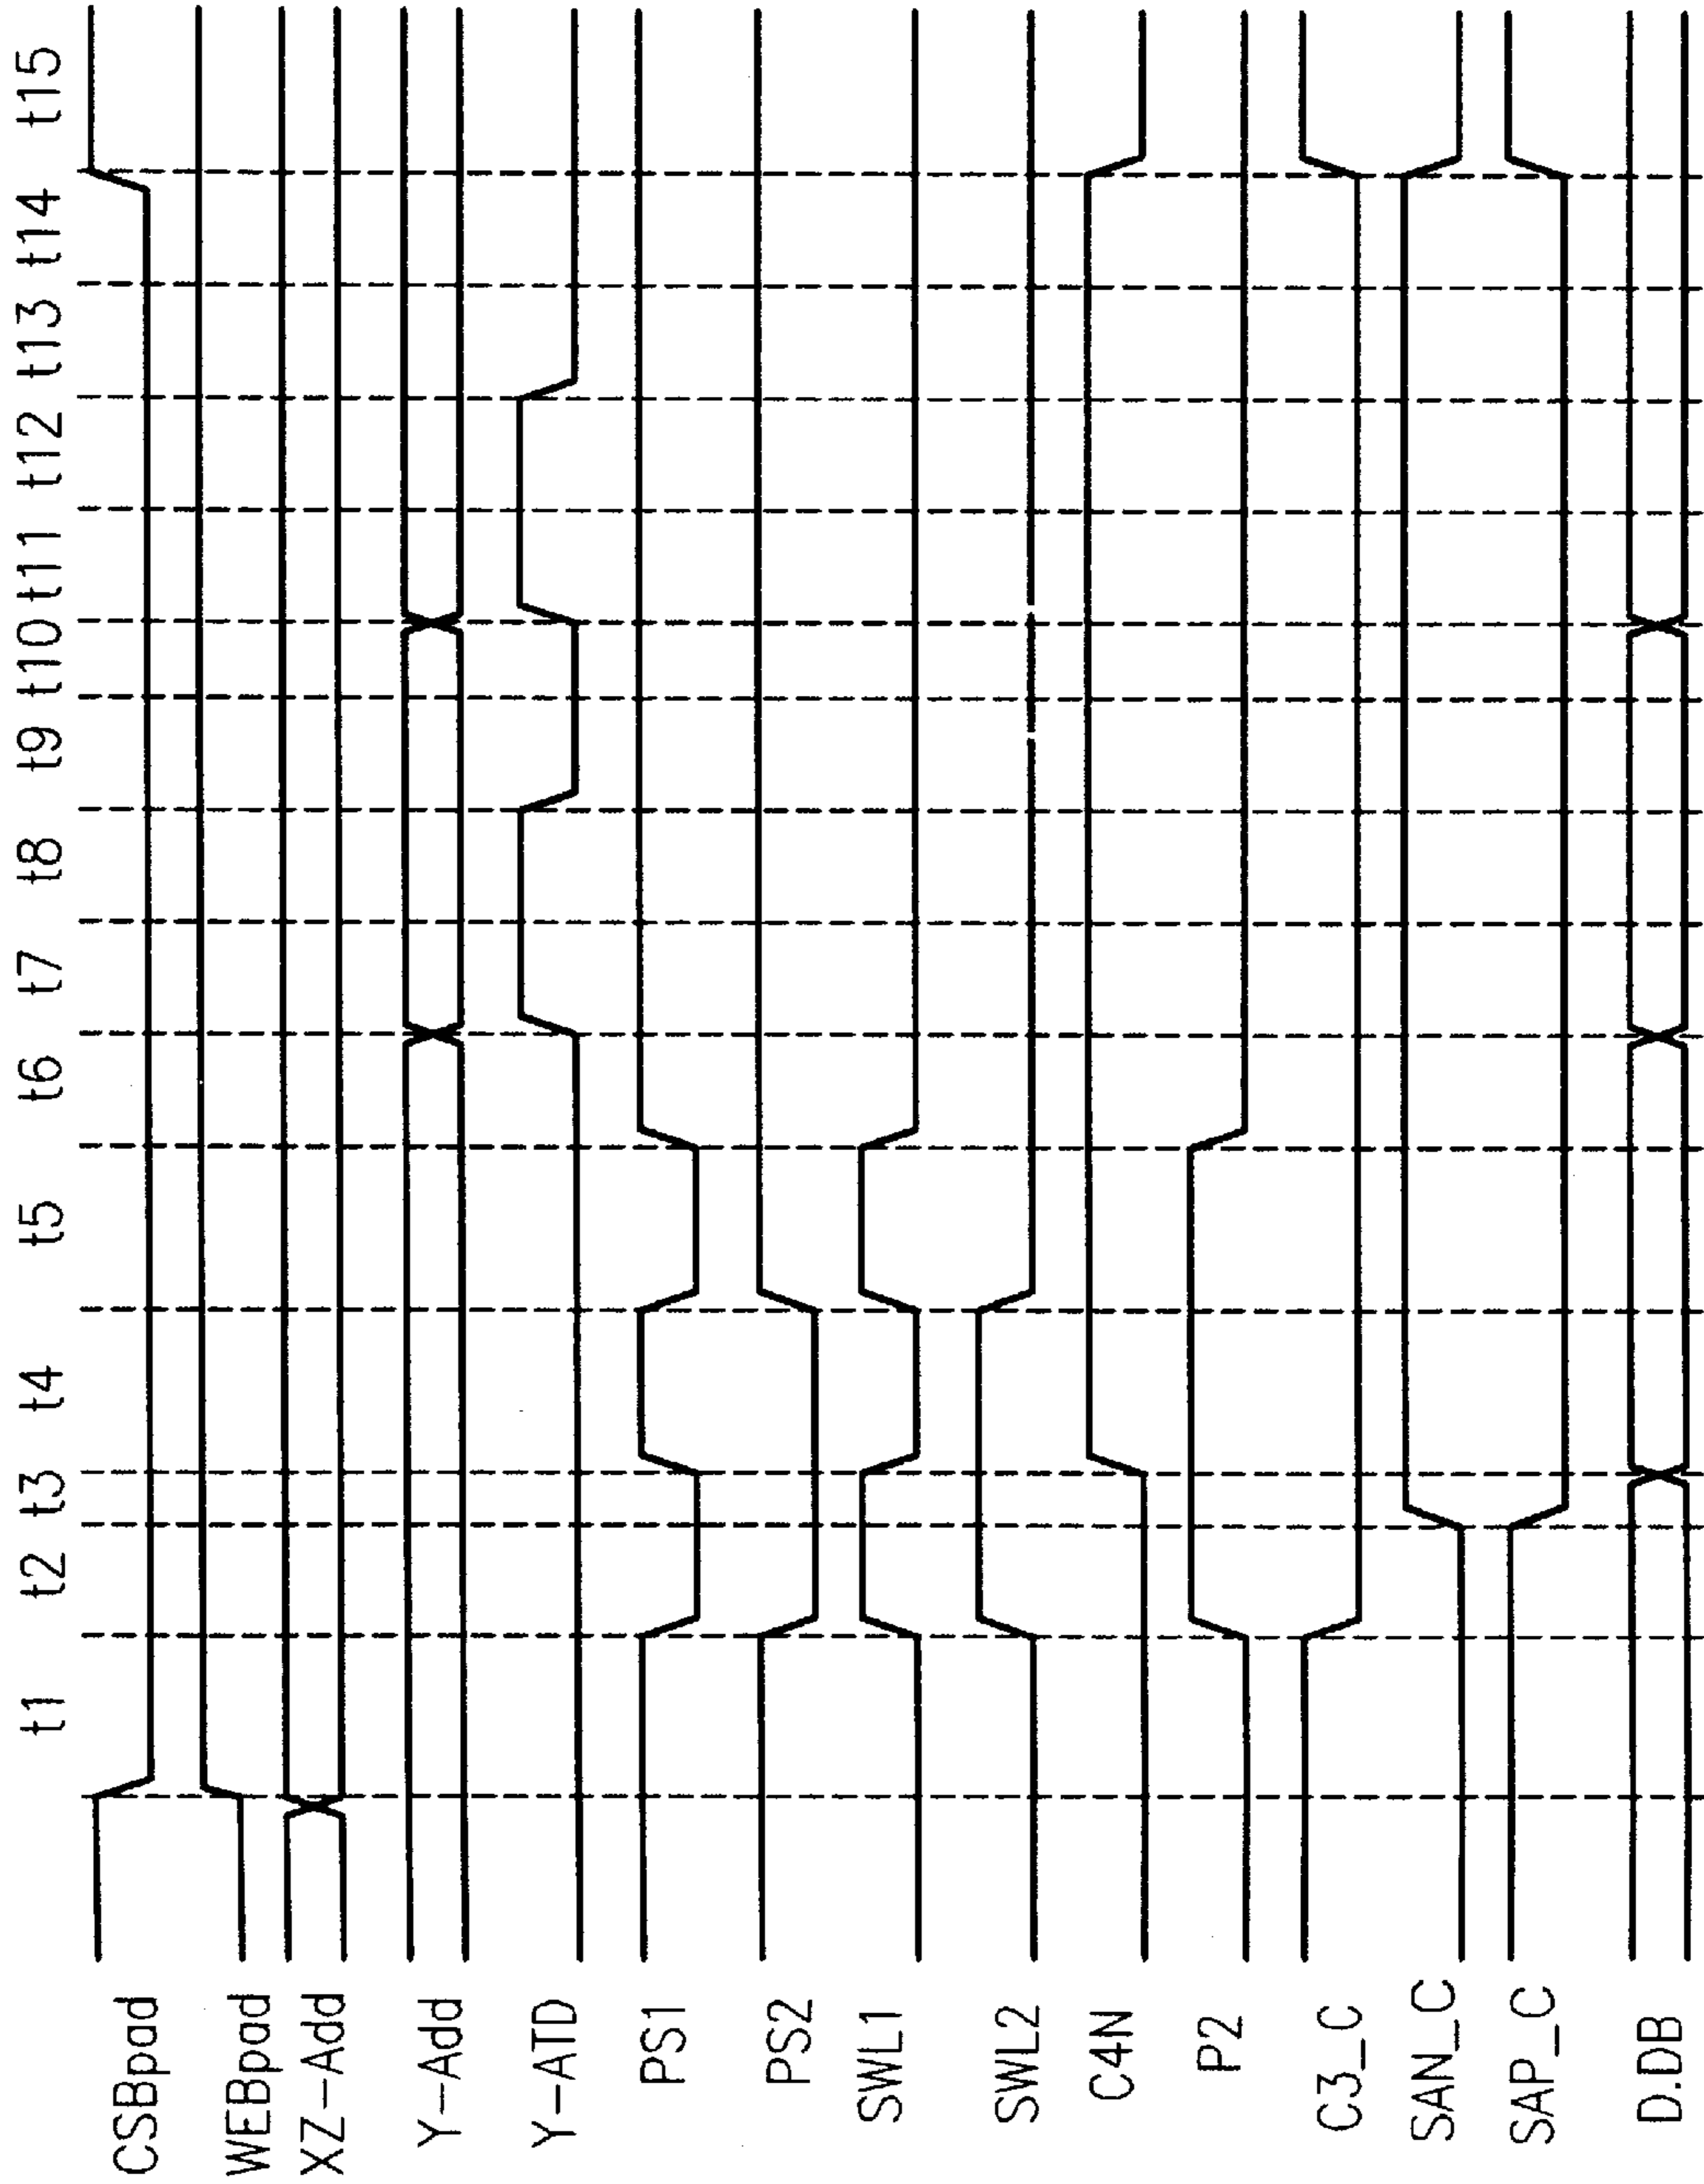 t1 t2 t3 t4 t5 t6 t7 t8 t9 t10 t11 t12 t13 t14 t15
CSBpad
WEBpad
XZ-Add
Y-Add
Y-ATD
PS1
PS2
SWL1
SWL2
C4N
P2
C3_C
SAN_C
SAP_C
D.DB